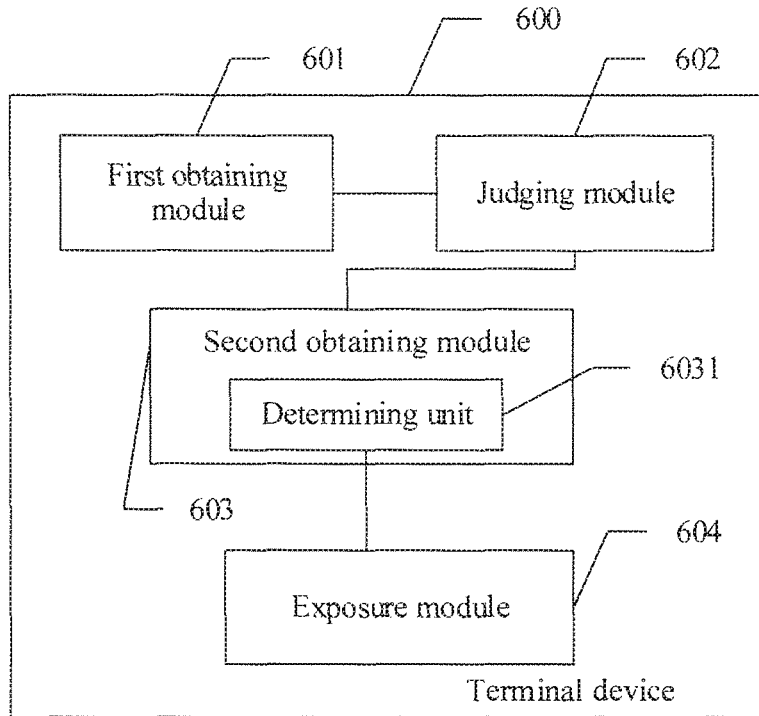 600
601
602
First obtaining
module
Judging module
Second obtaining module
6031
Determining unit
603
604
Exposure module
Terminal device